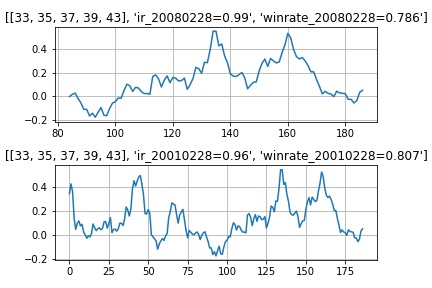 [[33, 35, 37, 39, 43], 'ir_20080228=0.99', 'winrate_20080228=0.786']
0.4
0.2
0.0
−0.2
80 100 120 140 160 180
[[33, 35, 37, 39, 43], 'ir_20010228=0.96', 'winrate_20010228=0.807']
0.4
0.2
0.0
−0.2
0 25 50 75 100 125 150 175